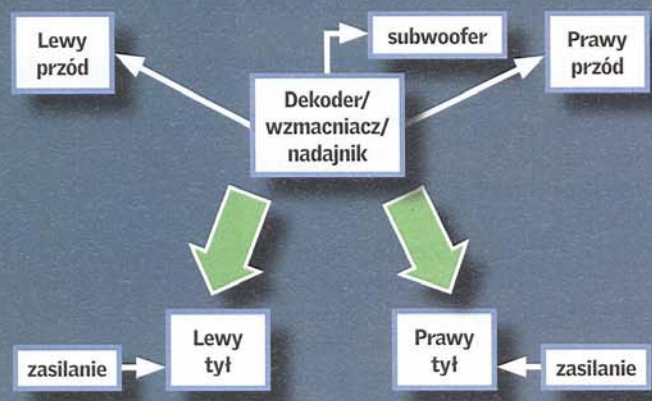 Lewy
przód
subwoofer
Prawy
przód
Dekoder/
wzmacniacz/
nadajnik
Lewy
tył
Prawy
tył
zasilanie
zasilanie